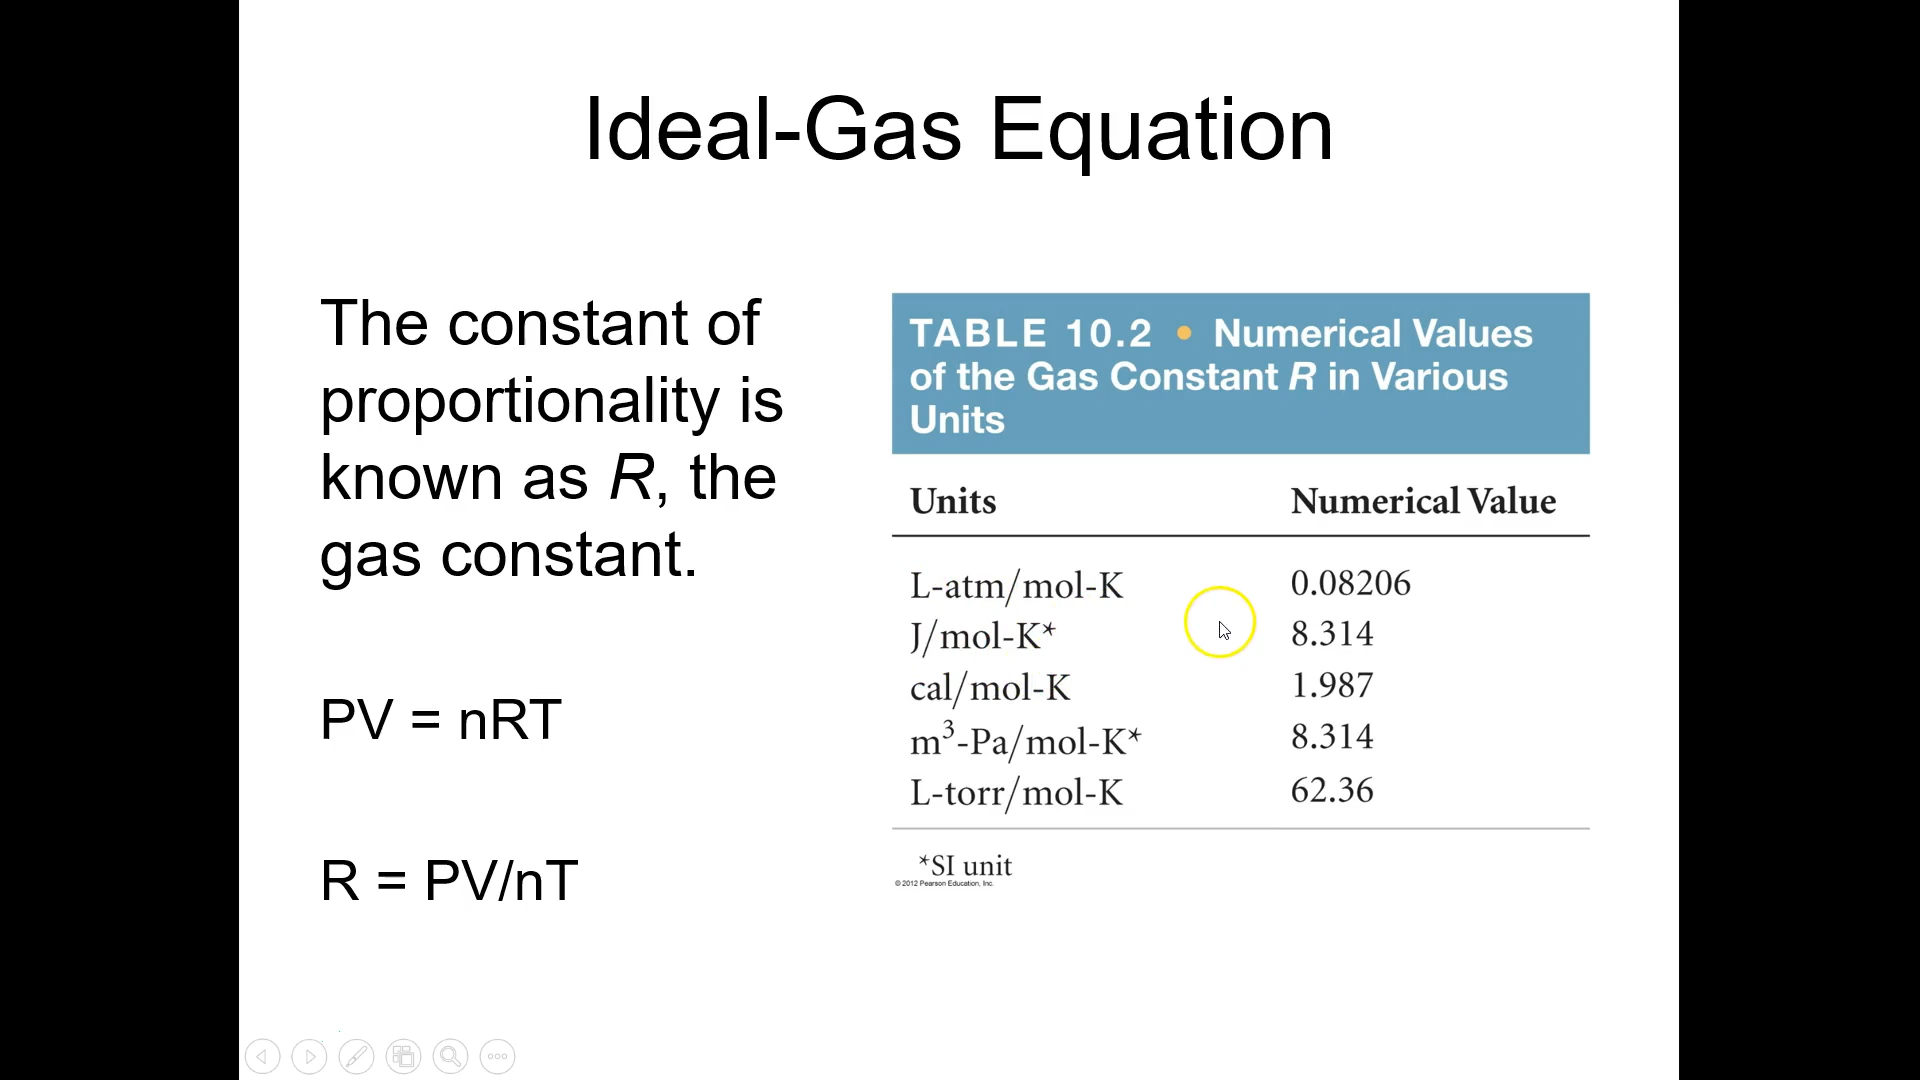 Ideal-Gas Equation
The constant of
proportionality is
known as R, the
gas constant.
PV = nRT
R = PV/nT
TABLE 10.2 • Numerical Values
of the Gas Constant R in Various
Units
Units Numerical Value
L-atm/mol-K 0.08206
J/mol-K* 8.314
cal/mol-K 1.987
m³-Pa/mol-K* 8.314
L-torr/mol-K 62.36
*SI unit
© 2012 Pearson Education, Inc.